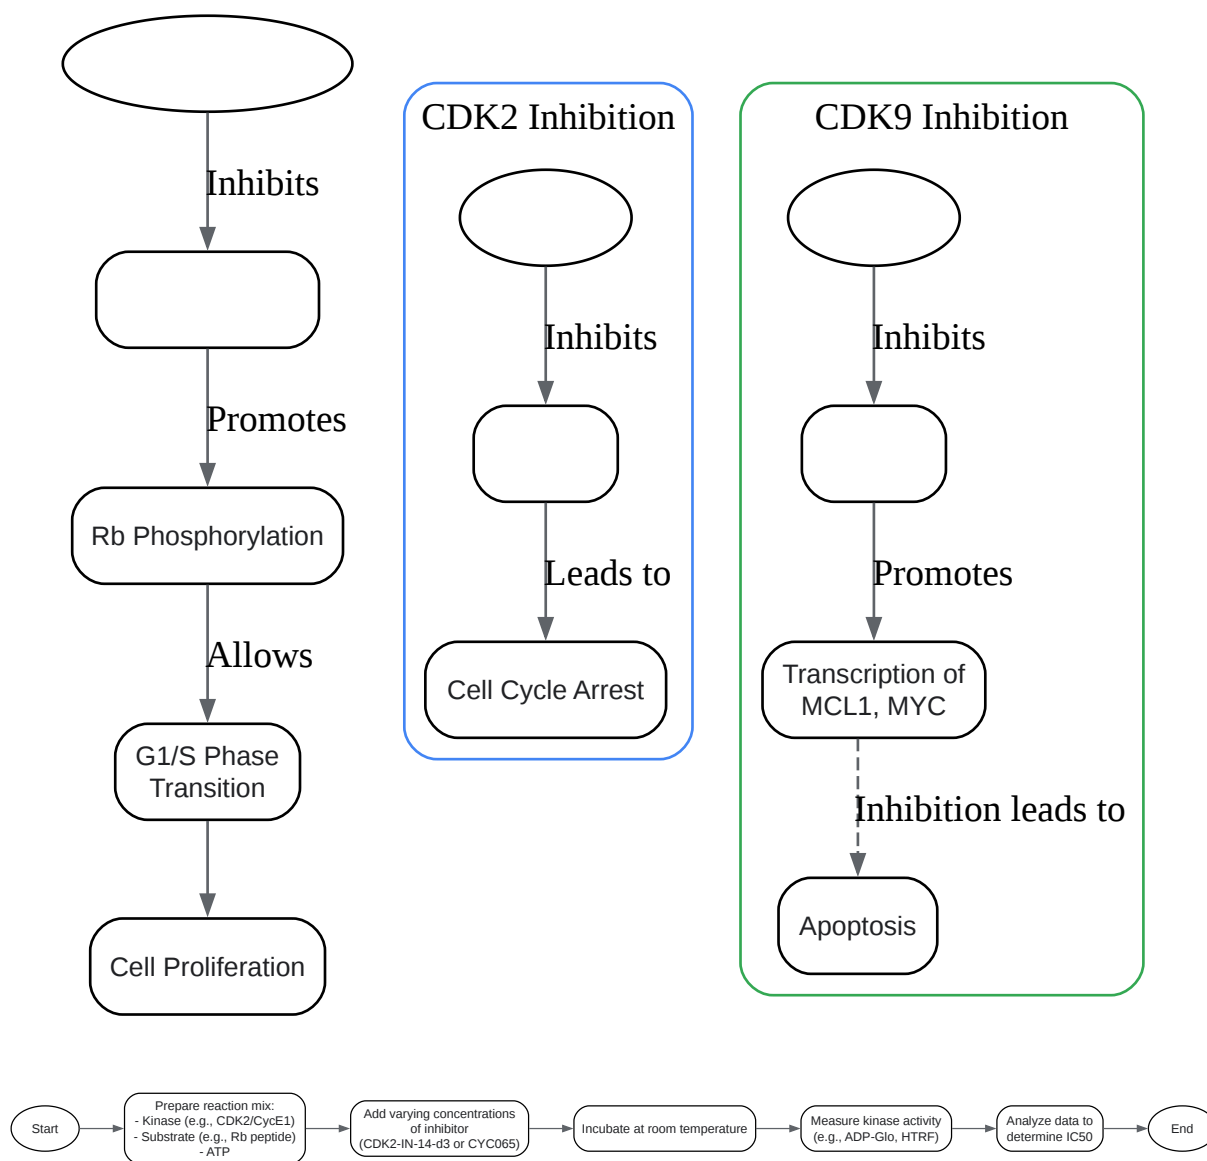 Inhibits
Promotes
Rb Phosphorylation
Allows
G1/S Phase
Transition
Cell Proliferation
CDK2 Inhibition
Inhibits
Leads to
Cell Cycle Arrest
CDK9 Inhibition
Inhibits
Promotes
Transcription of
MCL1, MYC
Inhibition leads to
Apoptosis
Start
Prepare reaction mix:
- Kinase (e.g., CDK2/CycE1)
- Substrate (e.g., Rb peptide)
- ATP
Add varying concentrations
of inhibitor
(CDK2-IN-14-d3 or CYC065)
Incubate at room temperature
Measure kinase activity
(e.g., ADP-Glo, HTRF)
Analyze data to
determine IC50
End